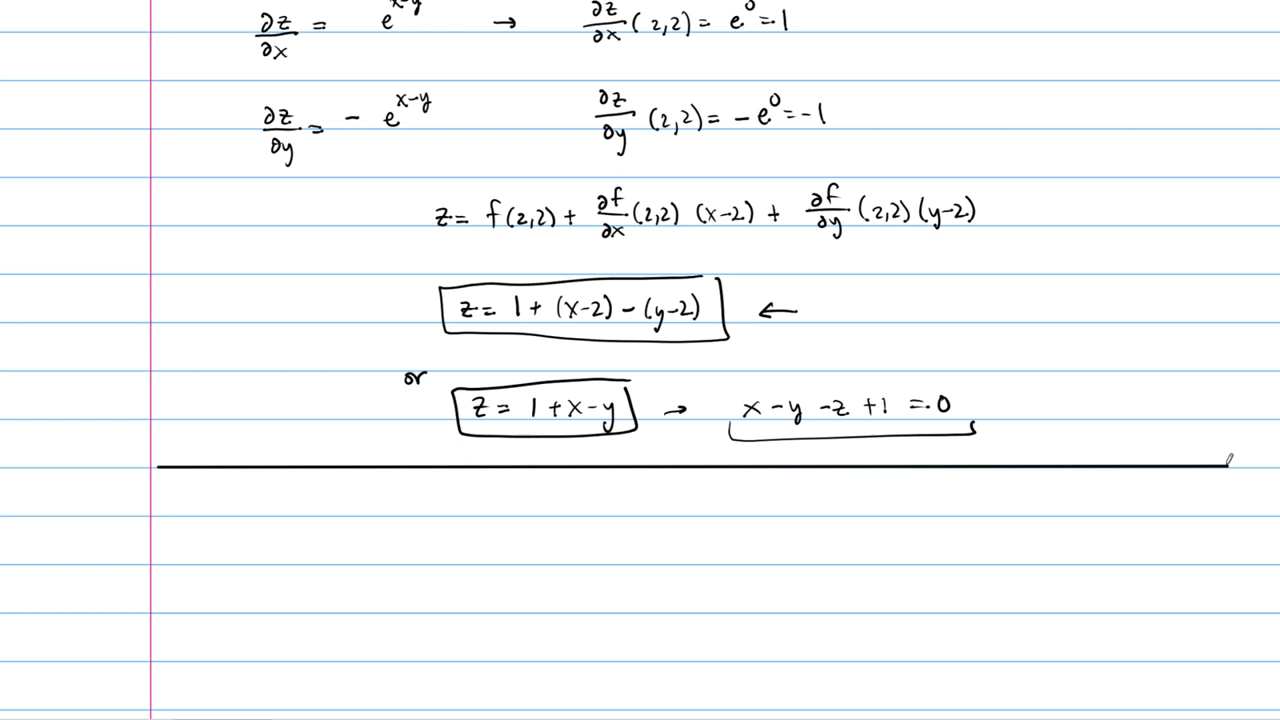 ∂z/∂x = e^{x-y} → ∂z/∂x (2,2) = e^0 = 1
∂z/∂y = - e^{x-y} ∂z/∂y (2,2) = - e^0 = -1
z = f(2,2) + ∂f/∂x (2,2) (x-2) + ∂f/∂y (2,2) (y-2)
z = 1 + (x-2) - (y-2) ←
or
z = 1 + x - y → x - y - z + 1 = 0